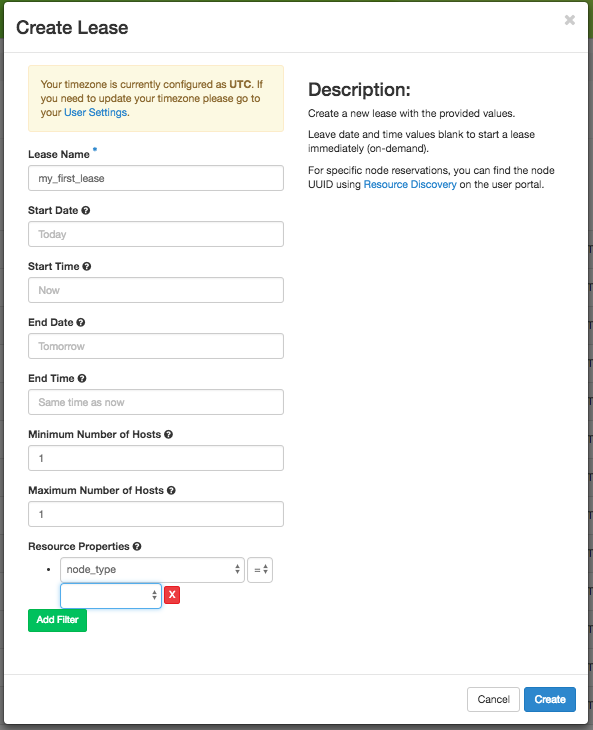 Create Lease
×
Your timezone is currently configured as UTC. If
you need to update your timezone please go to
your User Settings.
Lease Name *
my_first_lease
Start Date ?
Today
Start Time ?
Now
End Date ?
Tomorrow
End Time ?
Same time as now
Minimum Number of Hosts ?
1
Maximum Number of Hosts ?
1
Resource Properties ?
• node_type =
X
Add Filter
Description:
Create a new lease with the provided values.
Leave date and time values blank to start a lease
immediately (on-demand).
For specific node reservations, you can find the node
UUID using Resource Discovery on the user portal.
Cancel Create